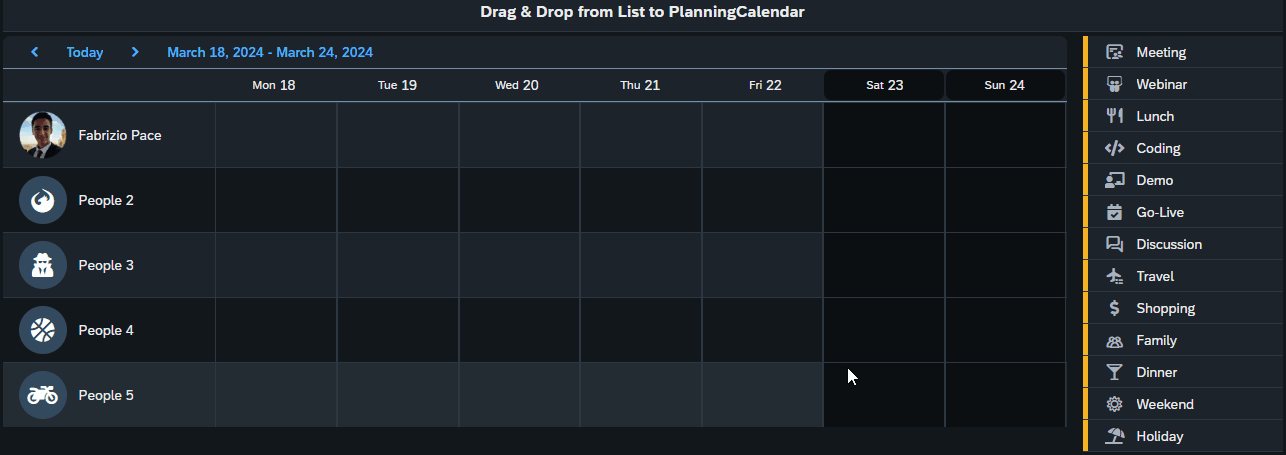 Drag & Drop from List to PlanningCalendar
Today March 18, 2024 - March 24, 2024
Mon 18 Tue 19 Wed 20 Thu 21 Fri 22 Sat 23 Sun 24
Fabrizio Pace
People 2
People 3
People 4
People 5
Meeting
Webinar
Lunch
Coding
Demo
Go-Live
Discussion
Travel
Shopping
Family
Dinner
Weekend
Holiday